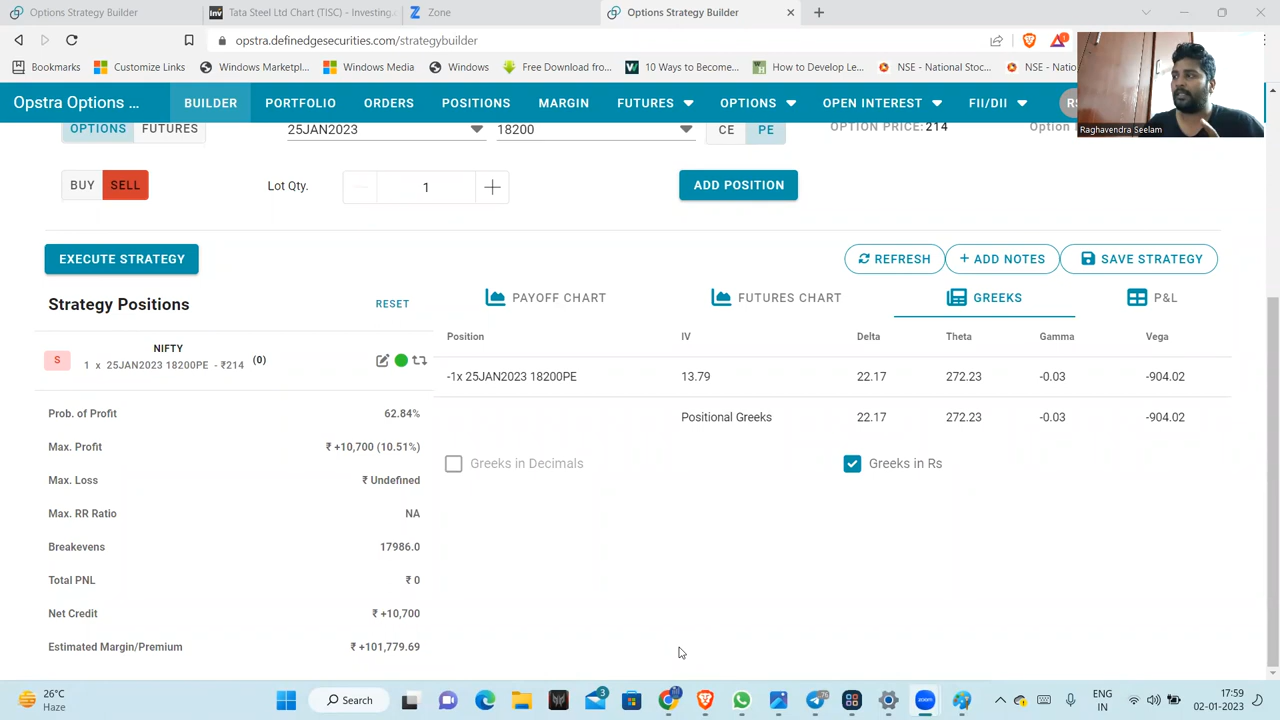 Opstra Options Strategy Builder
Tata Steel Ltd Chart (TISC) - Investing
Zone
Options Strategy Builder
opstra.definedgesecurities.com/strategybuilder
Bookmarks
Customize Links
Windows Marketpl...
Windows Media
Windows
Free Download from...
10 Ways to Become...
How to Develop Le...
NSE - National Stoc...
NSE - Nation
Opstra Options ...
BUILDER
PORTFOLIO
ORDERS
POSITIONS
MARGIN
FUTURES
OPTIONS
OPEN INTEREST
FII/DII
Raghavendra Seelam
OPTIONS
FUTURES
25JAN2023
18200
CE
PE
OPTION PRICE: 214
Option I
BUY
SELL
Lot Qty.
1
ADD POSITION
EXECUTE STRATEGY
REFRESH
+ ADD NOTES
SAVE STRATEGY
Strategy Positions
RESET
PAYOFF CHART
FUTURES CHART
GREEKS
P&L
Position IV Delta Theta Gamma Vega
S
NIFTY
1 x 25JAN2023 18200PE - ₹214
(0)
-1x 25JAN2023 18200PE 13.79 22.17 272.23 -0.03 -904.02
Positional Greeks 22.17 272.23 -0.03 -904.02
Greeks in Decimals
Greeks in Rs
Prob. of Profit 62.84%
Max. Profit ₹ +10,700 (10.51%)
Max. Loss ₹ Undefined
Max. RR Ratio NA
Breakevens 17986.0
Total PNL ₹ 0
Net Credit ₹ +10,700
Estimated Margin/Premium ₹ +101,779.69
26°C
Haze
Search
3
76
zoom
ENG
IN
17:59
02-01-2023